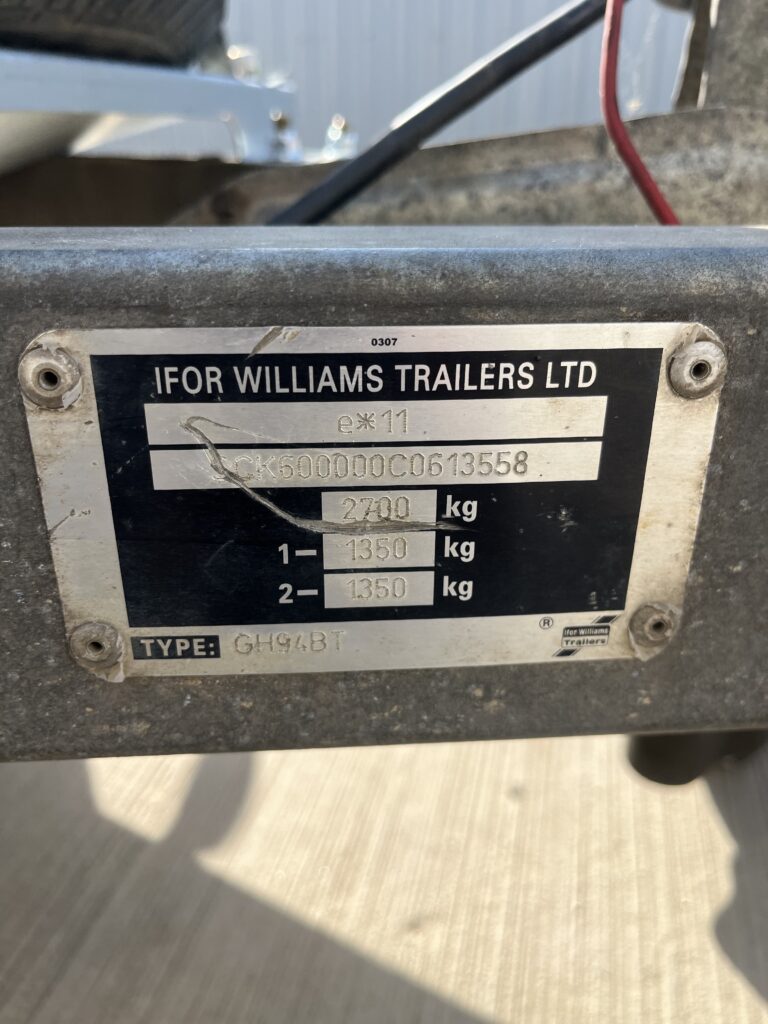 0307
IFOR WILLIAMS TRAILERS LTD
e*11
SCK600000C0613558
2700 kg
1- 1350 kg
2- 1350 kg
®
Ifor Williams
Trailers
TYPE: GH94BT